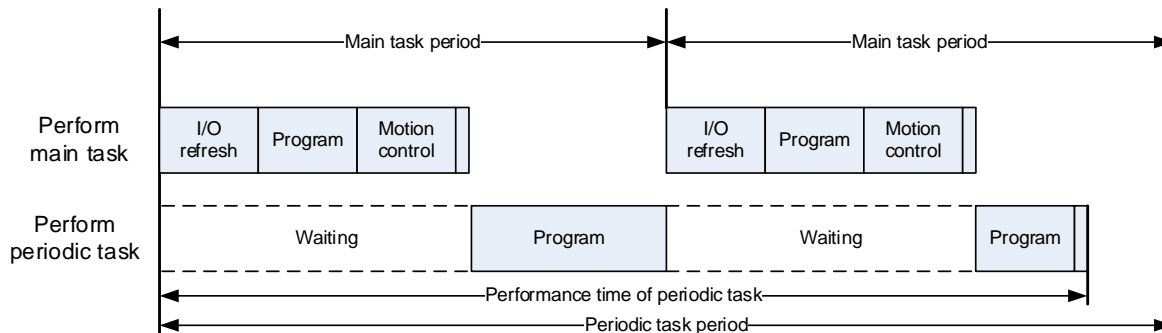 Main task period
Main task period
Perform
main task
I/O
refresh
Program
Motion
control
I/O
refresh
Program
Motion
control
Perform
periodic task
Waiting
Program
Waiting
Program
Performance time of periodic task
Periodic task period